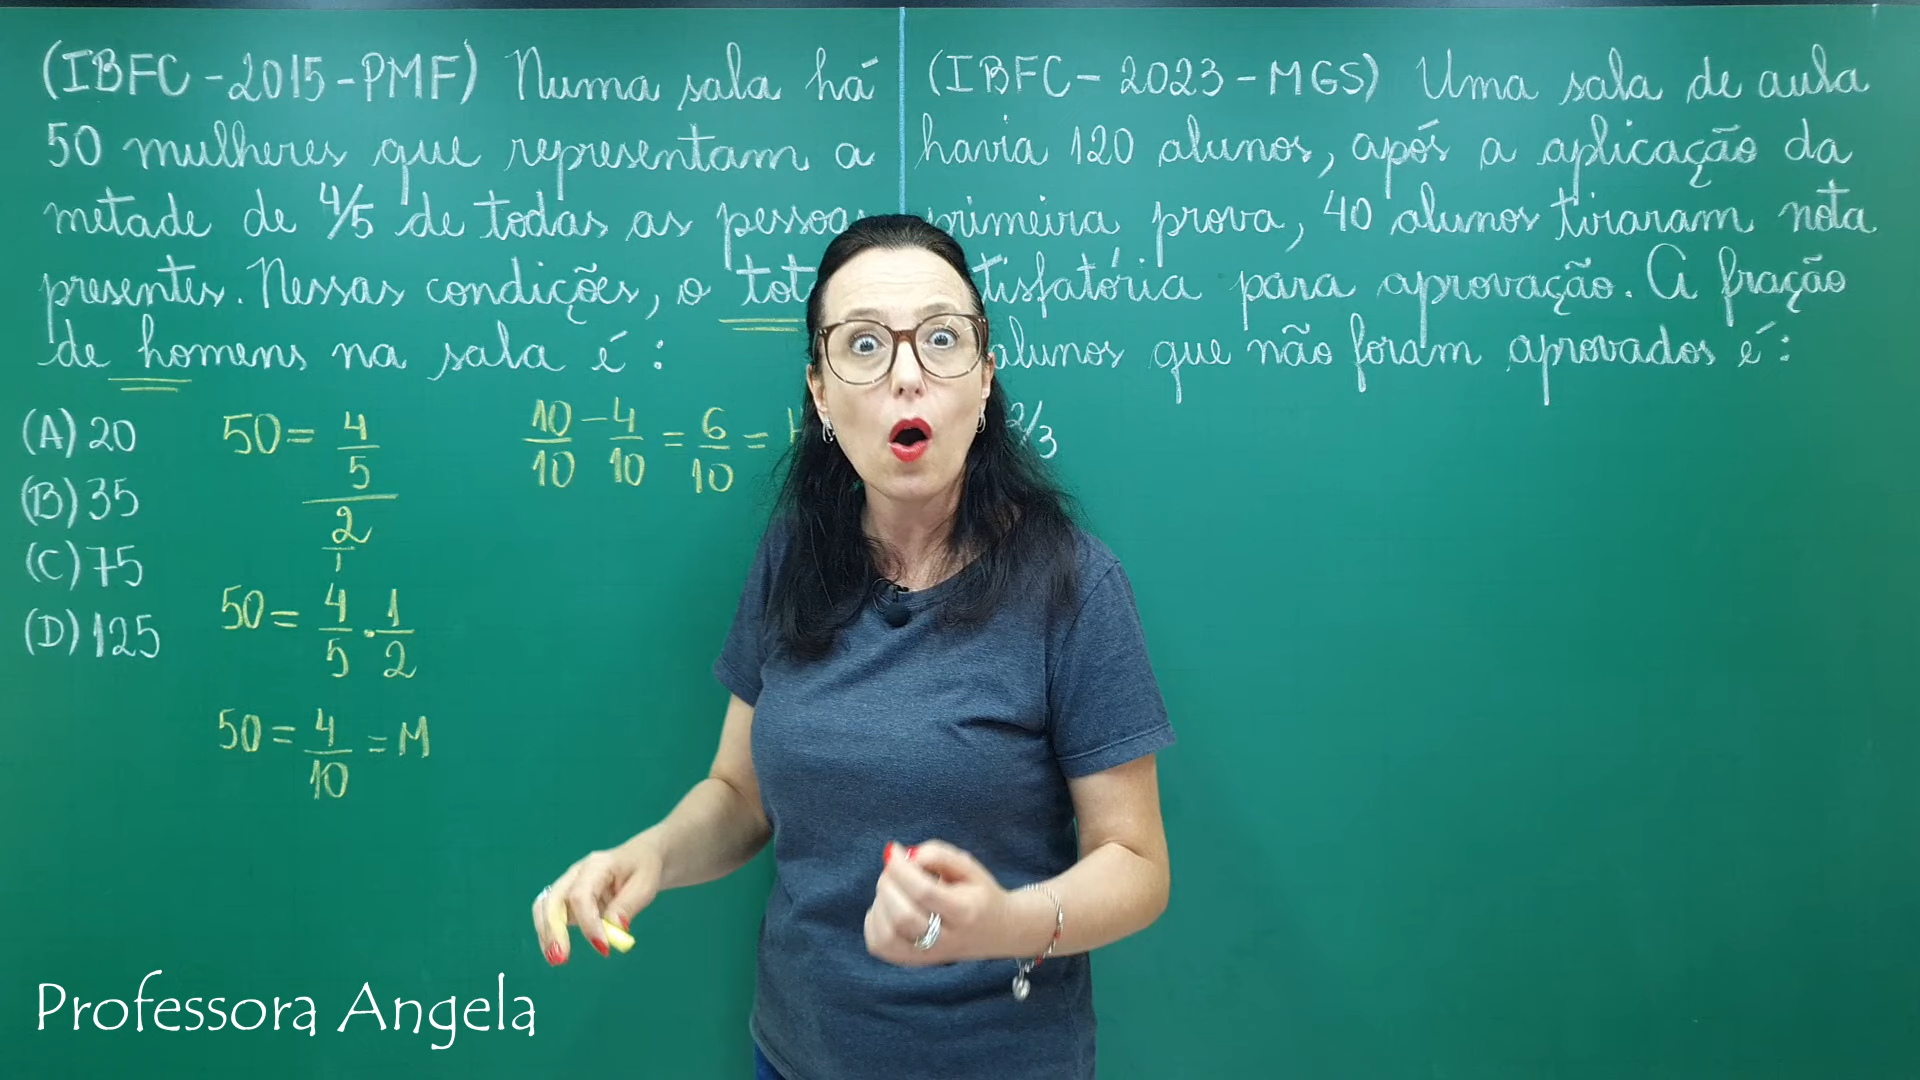 (IBFC - 2015 - PMF) Numa sala há
50 mulheres que representam a
metade de 4/5 de todas as pessoas
presentes. Nessas condições, o tot
de homens na sala é:
(A) 20
(B) 35
(C) 75
(D) 125
50 = 4/5 / 2/1
50 = 4/5 . 1/2
50 = 4/10 = M
10/10 - 4/10 = 6/10 = H
(IBFC - 2023 - MGS) Uma sala de aula
havia 120 alunos, após a aplicação da
primeira prova, 40 alunos tiraram nota
tisfatória para aprovação. A fração
alunos que não foram aprovados é:
2/3
Professora Angela